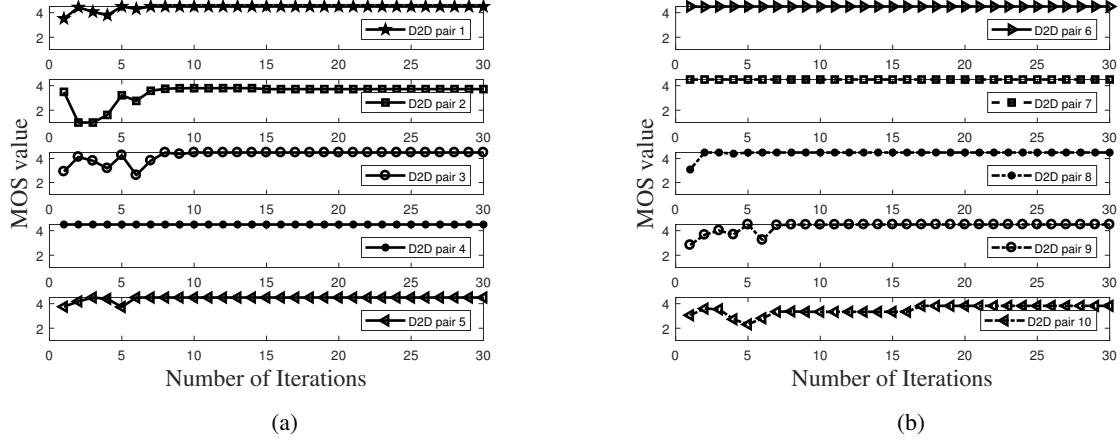 4
2
D2D pair 1
0 5 10 15 20 25 30
4
2
D2D pair 2
0 5 10 15 20 25 30
4
2
D2D pair 3
0 5 10 15 20 25 30
4
2
D2D pair 4
0 5 10 15 20 25 30
4
2
D2D pair 5
0 5 10 15 20 25 30
MOS value
Number of Iterations
(a)
4
2
D2D pair 6
0 5 10 15 20 25 30
4
2
D2D pair 7
0 5 10 15 20 25 30
4
2
D2D pair 8
0 5 10 15 20 25 30
4
2
D2D pair 9
0 5 10 15 20 25 30
4
2
D2D pair 10
0 5 10 15 20 25 30
MOS value
Number of Iterations
(b)